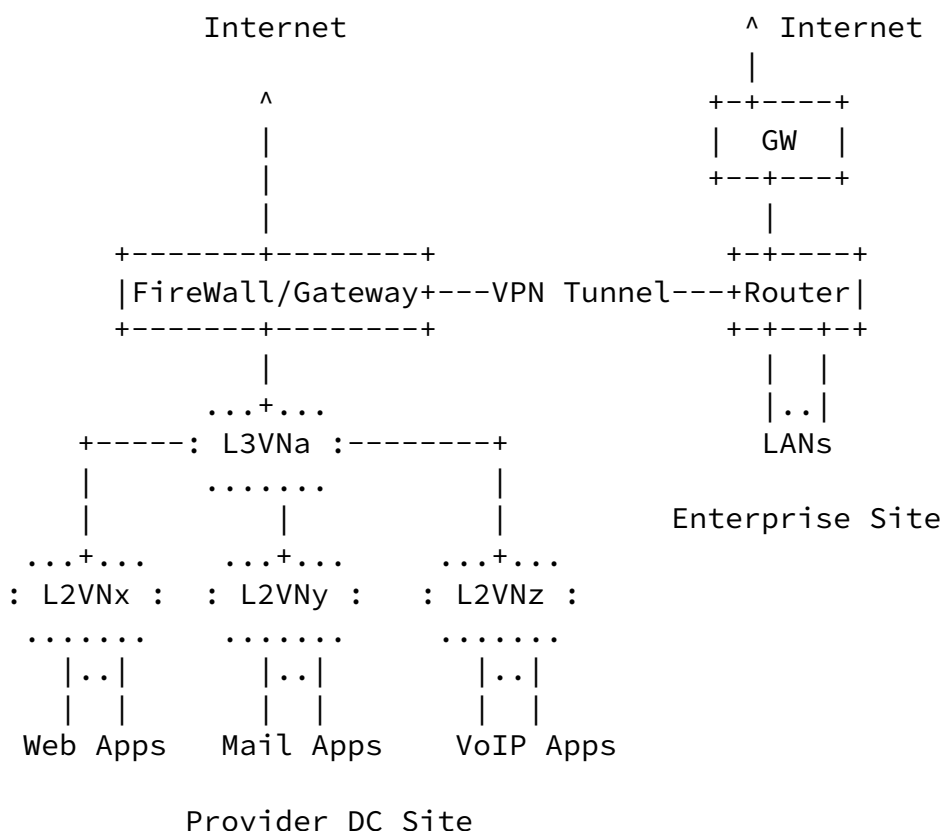 Internet ^ Internet
|
^ +-+----+
| | GW |
| +--+---+
| |
+-------+--------+ +-+----+
|FireWall/Gateway+---VPN Tunnel---+Router|
+-------+--------+ +-+--+-+
| | |
...+... |..|
+-----: L3VNa :--------+ LANs
| ....... |
| | | Enterprise Site
...+... ...+... ...+...
: L2VNx : : L2VNy : : L2VNz :
....... ....... .......
|..| |..| |..|
| | | | | |
Web Apps Mail Apps VoIP Apps
Provider DC Site